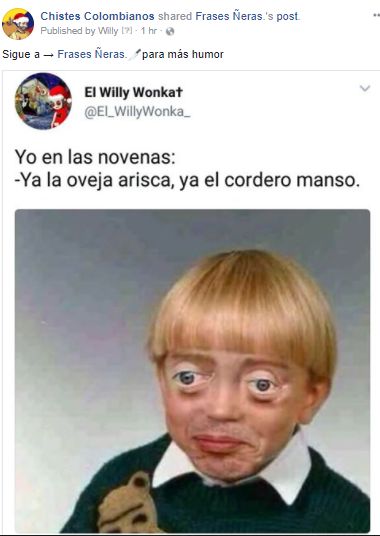 Chistes Colombianos shared Frases Ñeras.'s post.
Published by Willy [?] · 1 hr ·
Sigue a → Frases Ñeras. para más humor
El Willy Wonka✝
@El_WillyWonka_
Yo en las novenas:
-Ya la oveja arisca, ya el cordero manso.